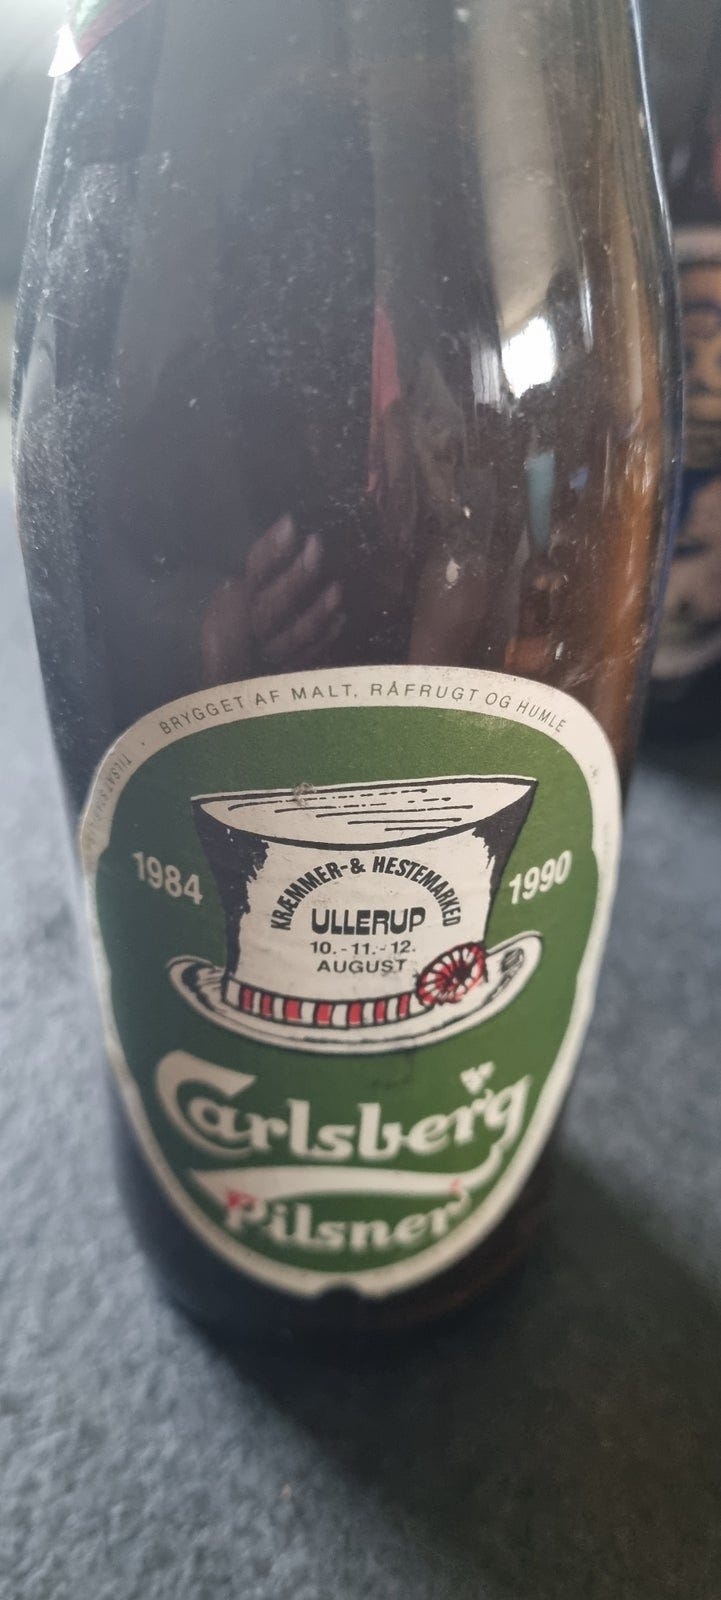 BRYGGET AF MALT, RÅFRUGT OG HUMLE
1984
1990
KRÆMMER-& HESTEMARKED
ULLERUP
10.-11.-12.
AUGUST
Carlsberg
Pilsner